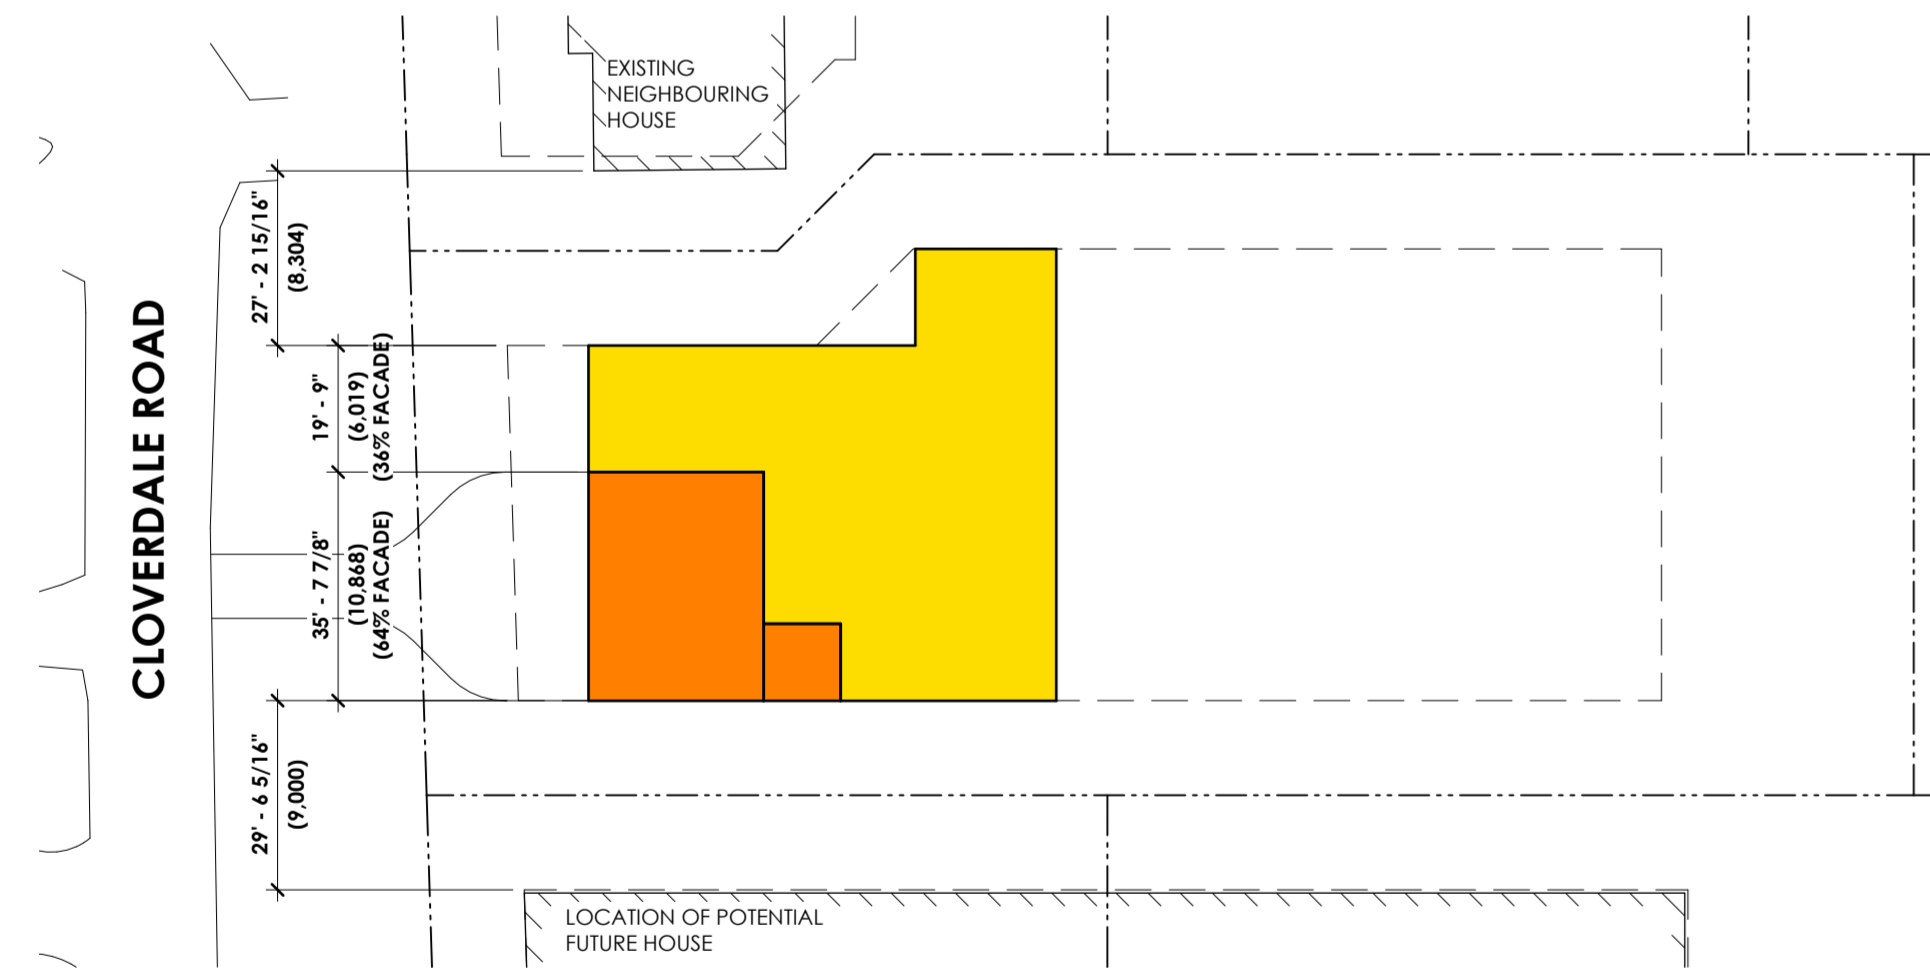 EXISTING
NEIGHBOURING
HOUSE
CLOVERDALE ROAD
27' - 2 15/16"
(8,304)
19' - 9"
(6,019)
(36% FACADE)
35' - 7 7/8"
(10,868)
(64% FACADE)
29' - 6 5/16"
(9,000)
LOCATION OF POTENTIAL
FUTURE HOUSE